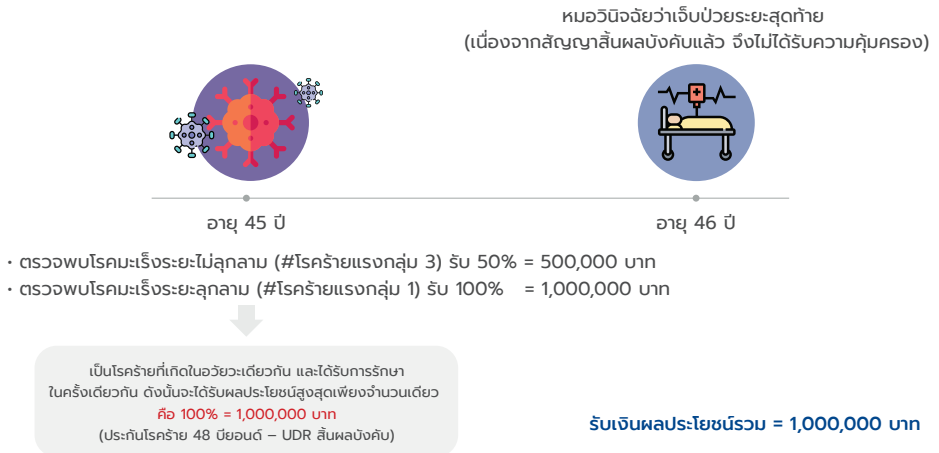 หมอวินิจฉัยว่าเจ็บป่วยระยะสุดท้าย
(เนื่องจากสัญญาสิ้นผลบังคับแล้ว จึงไม่ได้รับความคุ้มครอง)
อายุ 45 ปี
อายุ 46 ปี
• ตรวจพบโรคมะเร็งระยะไม่ลุกลาม (#โรคร้ายแรงกลุ่ม 3) รับ 50% = 500,000 บาท
• ตรวจพบโรคมะเร็งระยะลุกลาม (#โรคร้ายแรงกลุ่ม 1) รับ 100% = 1,000,000 บาท
เป็นโรคร้ายที่เกิดในอวัยวะเดียวกัน และได้รับการรักษา
ในครั้งเดียวกัน ดังนั้นจะได้รับผลประโยชน์สูงสุดเพียงจำนวนเดียว
คือ 100% = 1,000,000 บาท
(ประกันโรคร้าย 48 บียอนด์ – UDR สิ้นผลบังคับ)
รับเงินผลประโยชน์รวม = 1,000,000 บาท